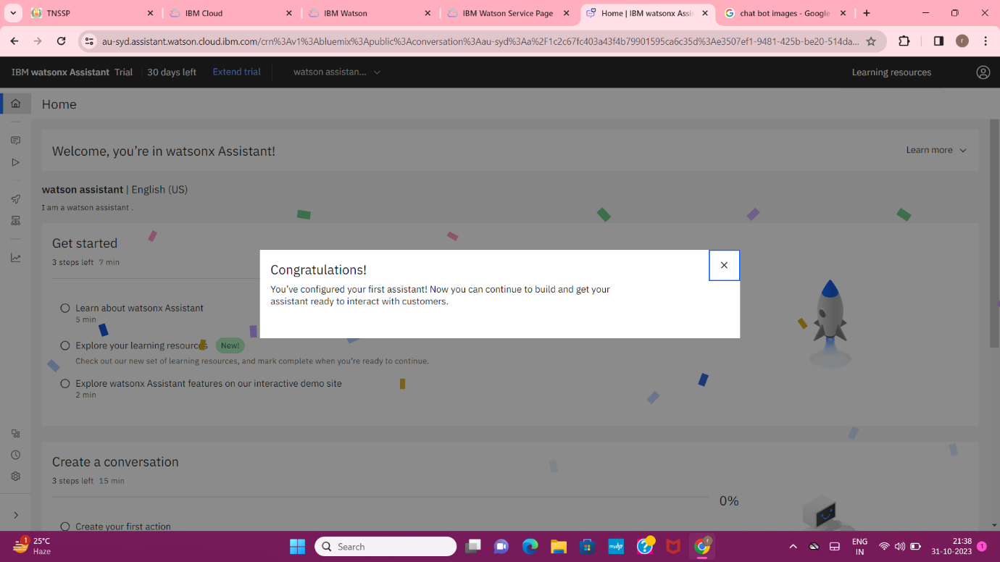 TNSSP
IBM Cloud
IBM Watson
IBM Watson Service Page
Home | IBM watsonx Assis
chat bot images - Google
au-syd.assistant.watson.cloud.ibm.com/crn%3Av1%3Abluemix%3Apublic%3Aconversation%3Aau-syd%3Aa%2F1c2c67fc403a43f4b79901595ca6c35d%3Ae3507ef1-9481-425b-be20-514da...
r
IBM watsonx Assistant Trial
30 days left
Extend trial
watson assistan...
Learning resources
Home
Welcome, you’re in watsonx Assistant!
Learn more
watson assistant | English (US)
I am a watson assistant .
Get started
3 steps left 7 min
Congratulations!
You’ve configured your first assistant! Now you can continue to build and get your
assistant ready to interact with customers.
Learn about watsonx Assistant
5 min
Explore your learning resources New!
Check out our new set of learning resources, and mark complete when you’re ready to continue.
Explore watsonx Assistant features on our interactive demo site
2 min
Create a conversation
3 steps left 15 min
0%
Create your first action
1
25°C
Haze
Search
myhp
r
ENG
IN
21:38
31-10-2023
1